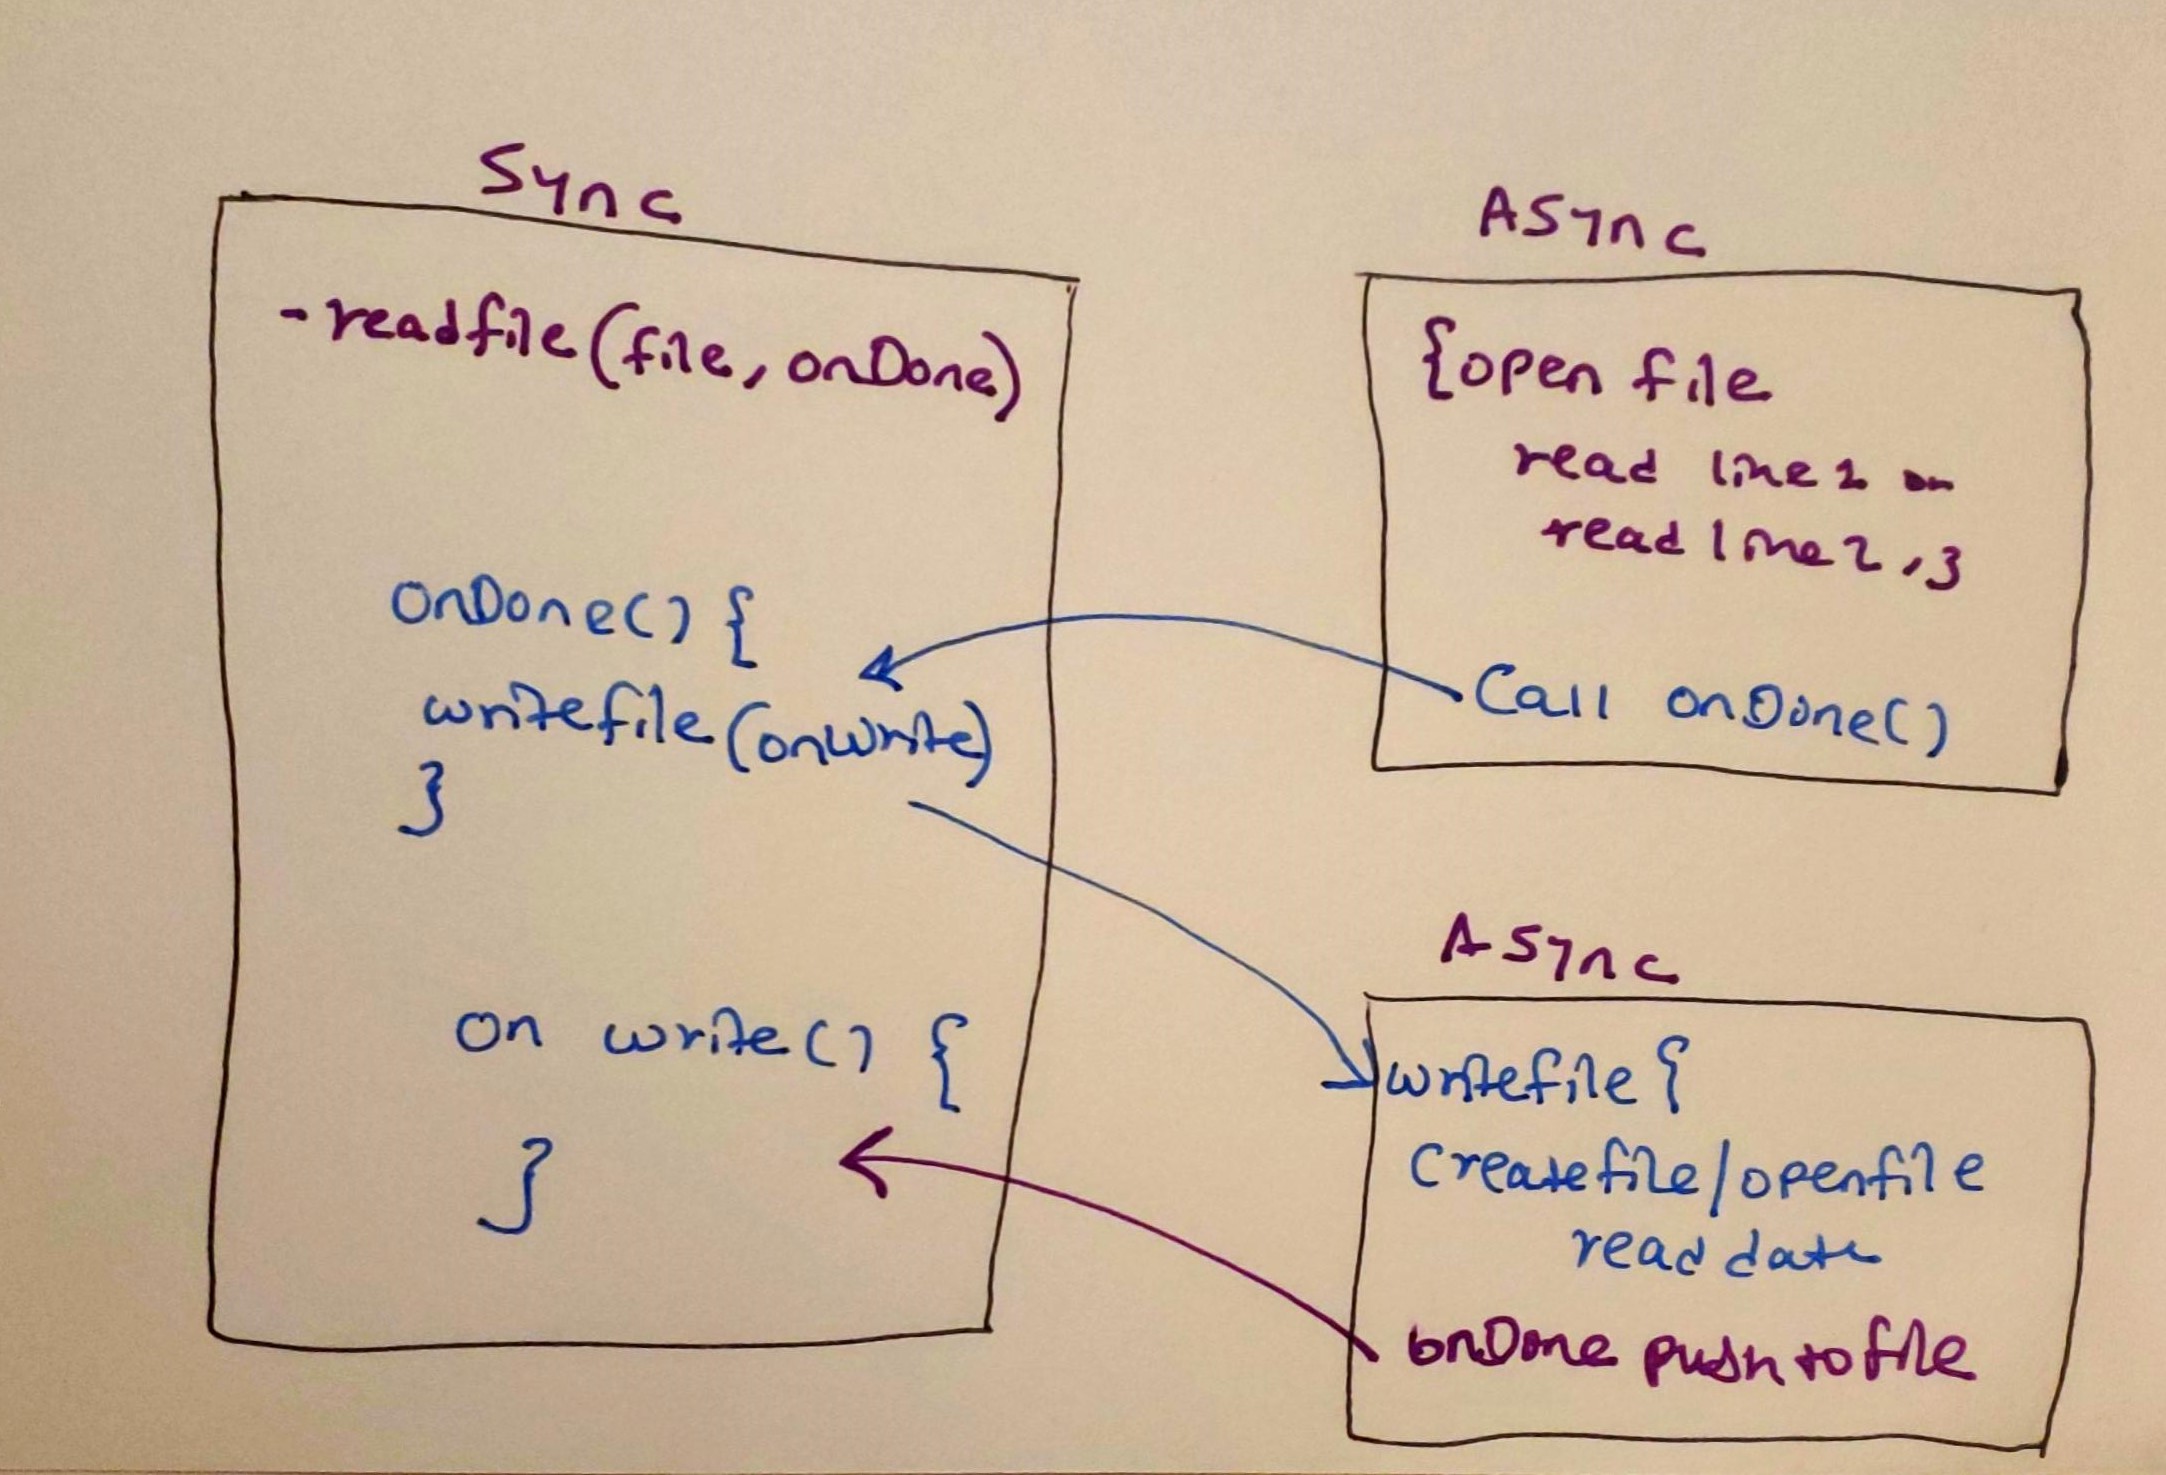 Sync
-readfile(file, onDone)
onDone() {
writefile(onWrite)
}
on write() {
}
ASync
{open file
read line 1
read line 2,3
Call onDone()
ASync
writefile {
Createfile/openfile
read data
onDone push to file